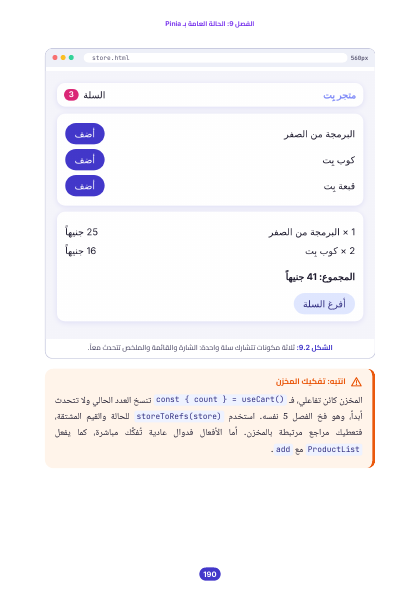 الفصل 9: الحالة العامة بـ Pinia
store.html
560px
متجر بِت
السلة 3
البرمجة من الصفر أضف
كوب بِت أضف
قبعة بِت أضف
1 × البرمجة من الصفر 25 جنيهاً
2 × كوب بِت 16 جنيهاً
المجموع: 41 جنيهاً
أفرغ السلة
الشكل 9.2: ثلاثة مكونات تتشارك سلة واحدة: الشارة والقائمة والملخص تتحدث معاً.
انتبه: تفكيك المخزن
المخزن كائن تفاعلي، فـ const { count } = useCart() تنسخ العدد الحالي ولا تتحدث
أبداً، وهو فخ الفصل 5 نفسه. استخدم storeToRefs(store) للحالة والقيم المشتقة،
فتعطيك مراجع مرتبطة بالمخزن. أما الأفعال فدوال عادية تُفكَّك مباشرة، كما يفعل
ProductList مع add.
190